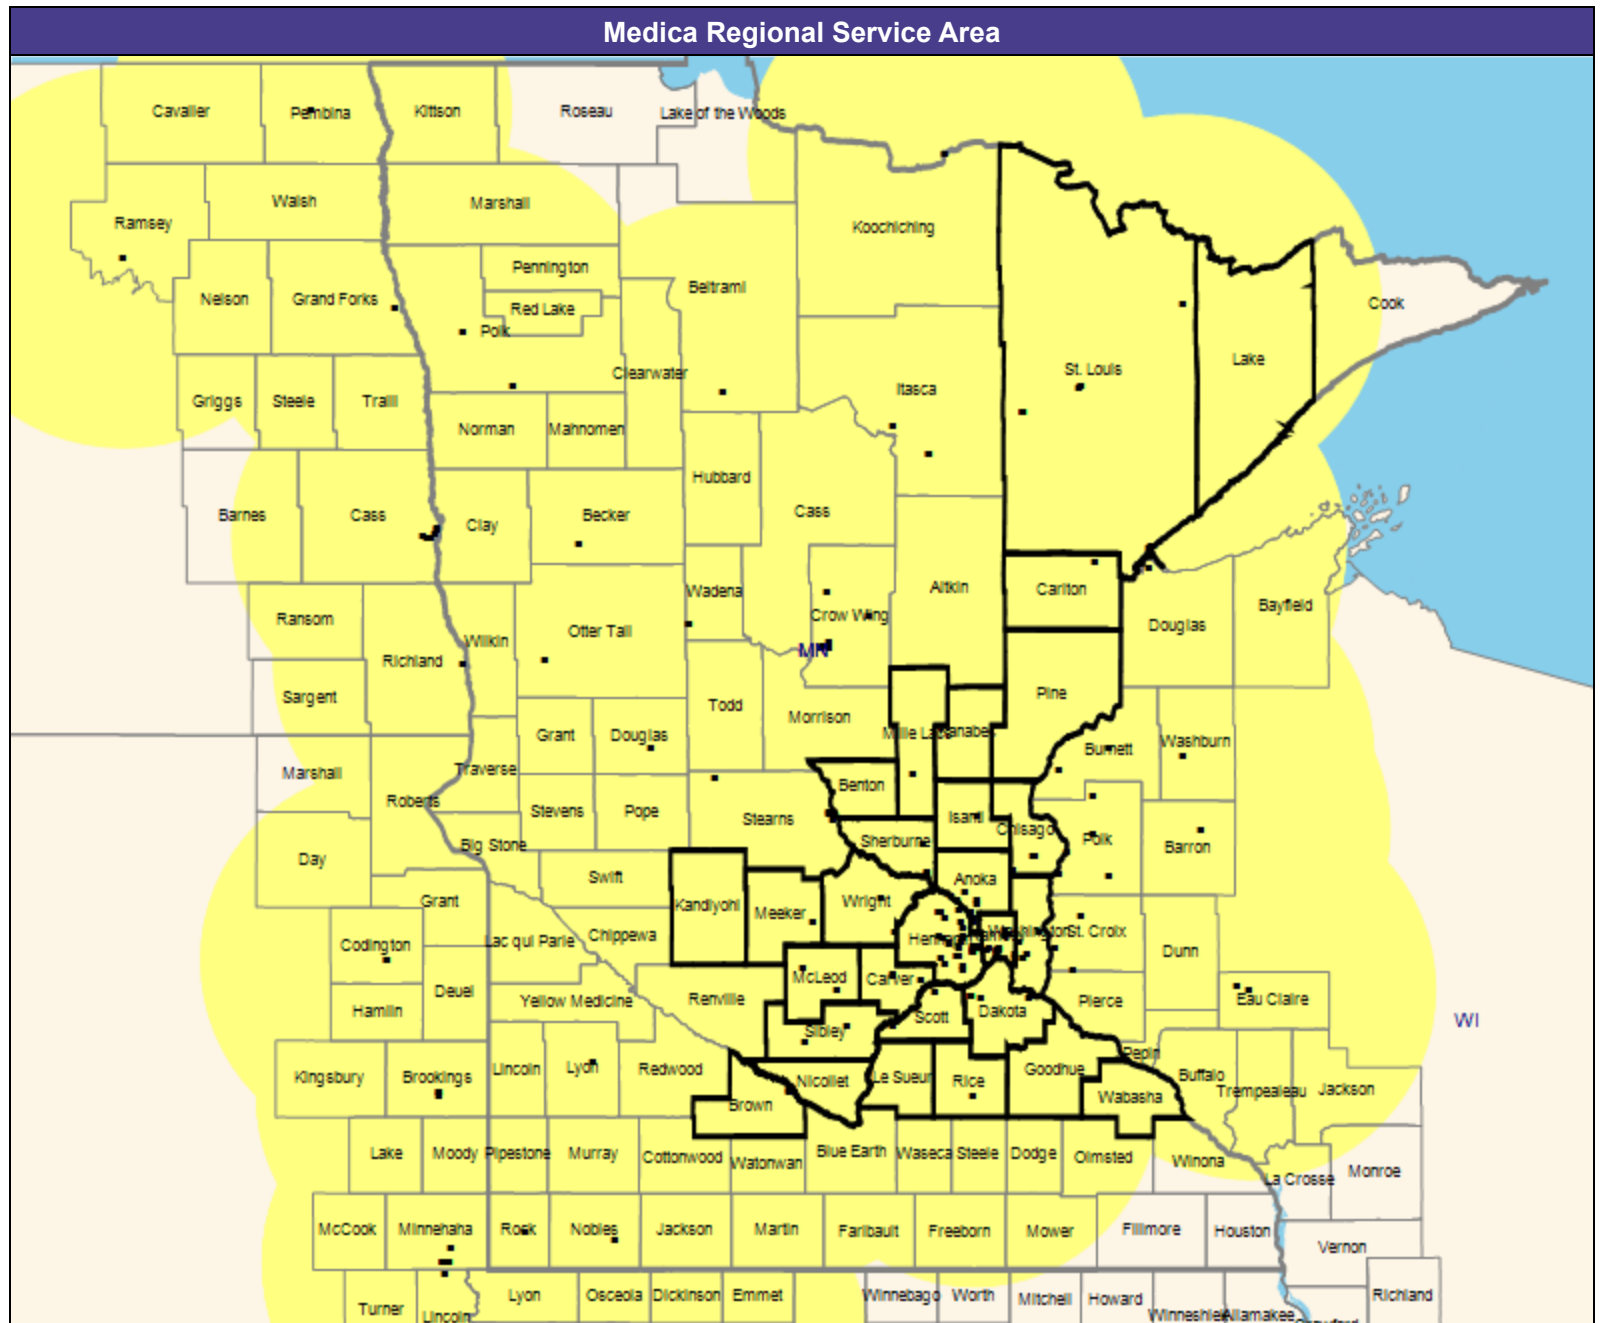 Medica Regional Service Area
Cavalier
Pembina
Kittson
Roseau
Lake of the Woods
Walsh
Marshall
Ramsey
Koochiching
Pennington
Beltrami
Nelson
Grand Forks
Red Lake
Cook
Polk
Lake
St. Louis
Clearwater
Itasca
Griggs
Steele
Traill
Norman
Mahnomen
Hubbard
Barnes
Cass
Clay
Becker
Cass
Aitkin
Carlton
Wadena
Crow Wing
Bayfield
Ransom
Wilkin
Otter Tail
Douglas
MN
Richland
Sargent
Pine
Todd
Morrison
Grant
Douglas
Mille Lacs
Kanabec
Burnett
Washburn
Marshall
Traverse
Roberts
Benton
Stevens
Pope
Stearns
Isanti
Chisago
Polk
Barron
Big Stone
Sherburne
Day
Swift
Anoka
Grant
Kandiyohi
Meeker
Wright
Codington
Lac qui Parle
Chippewa
Hennepin
Washington
St. Croix
Dunn
McLeod
Carver
Deuel
Yellow Medicine
Renville
Pierce
Eau Claire
Hamlin
Scott
Dakota
WI
Sibley
Pepin
Kingsbury
Brookings
Lincoln
Lyon
Redwood
Nicollet
Le Sueur
Rice
Goodhue
Buffalo
Trempealeau
Jackson
Brown
Wabasha
Lake
Moody
Pipestone
Murray
Cottonwood
Watonwan
Blue Earth
Waseca
Steele
Dodge
Olmsted
Winona
La Crosse
Monroe
McCook
Minnehaha
Rock
Nobles
Jackson
Martin
Faribault
Freeborn
Mower
Fillmore
Houston
Vernon
Turner
Lincoln
Lyon
Osceola
Dickinson
Emmet
Winnebago
Worth
Mitchell
Howard
Winneshiek
Allamakee
Richland